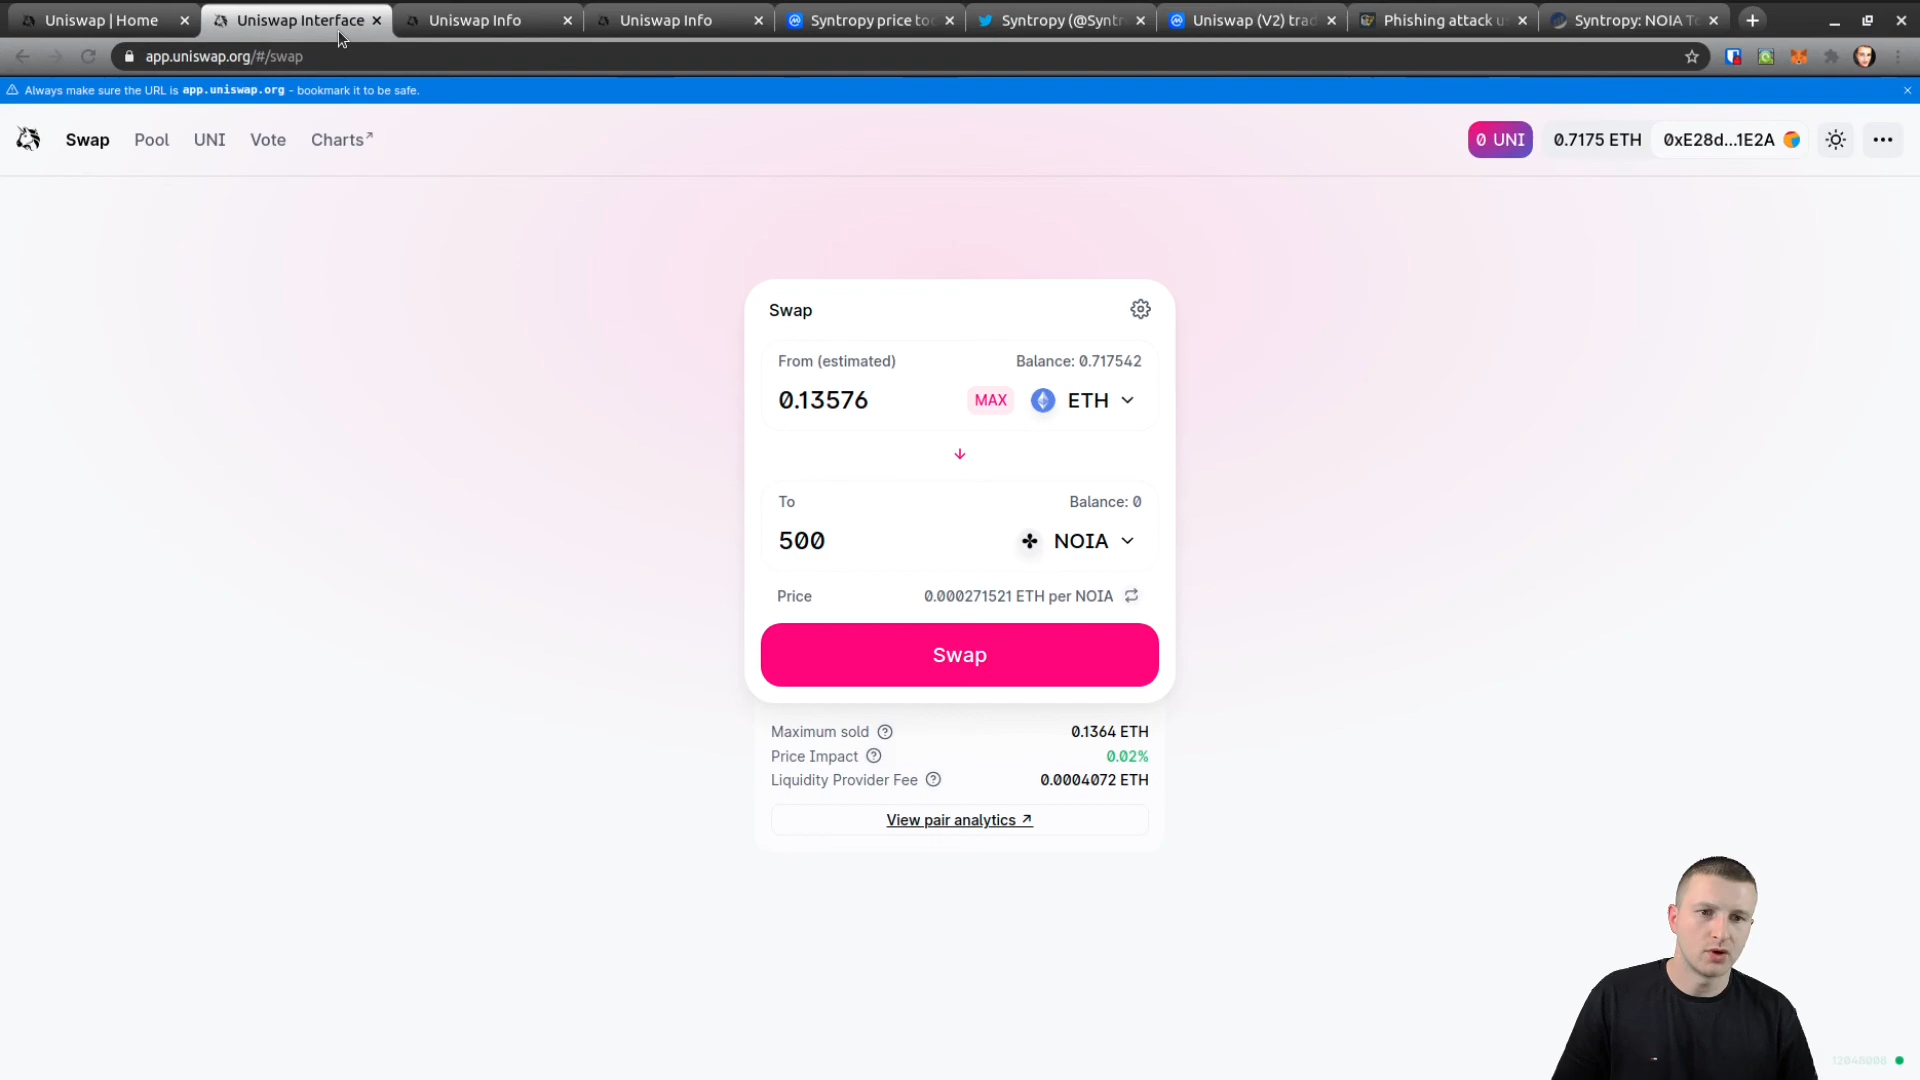 Uniswap | Home
Uniswap Interface
Uniswap Info
Uniswap Info
Syntropy price to
Syntropy (@Synt
Uniswap (V2) trad
Phishing attack u
Syntropy: NOIA T
app.uniswap.org/#/swap
Always make sure the URL is app.uniswap.org - bookmark it to be safe.
Swap Pool UNI Vote Charts↗
0 UNI 0.7175 ETH 0xE28d...1E2A
Swap
From (estimated) Balance: 0.717542
0.13576 MAX ETH
To Balance: 0
500 NOIA
Price 0.000271521 ETH per NOIA
Swap
Maximum sold 0.1364 ETH
Price Impact 0.02%
Liquidity Provider Fee 0.0004072 ETH
View pair analytics ↗